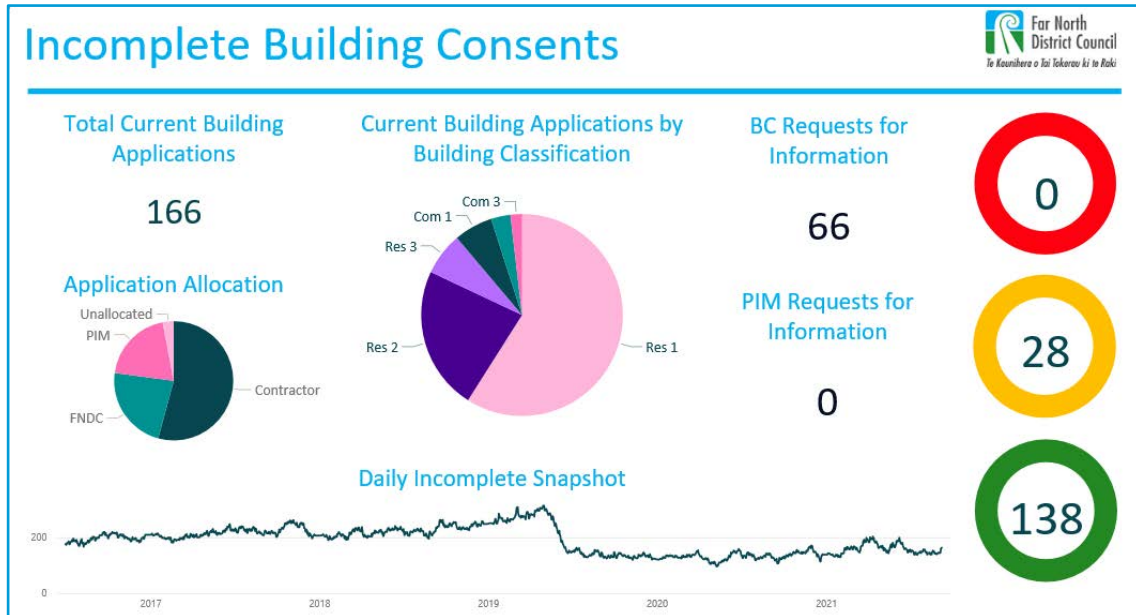 Incomplete Building Consents
Far North
District Council
Te Kaunihera o Tai Tokerau ki te Raki
Total Current Building
Applications
166
Current Building Applications by
Building Classification
Com 3
Com 1
Res 3
Res 2
Res 1
BC Requests for
Information
66
0
Application Allocation
Unallocated
PIM
FNDC
Contractor
PIM Requests for
Information
0
28
Daily Incomplete Snapshot
200
0
2017
2018
2019
2020
2021
138